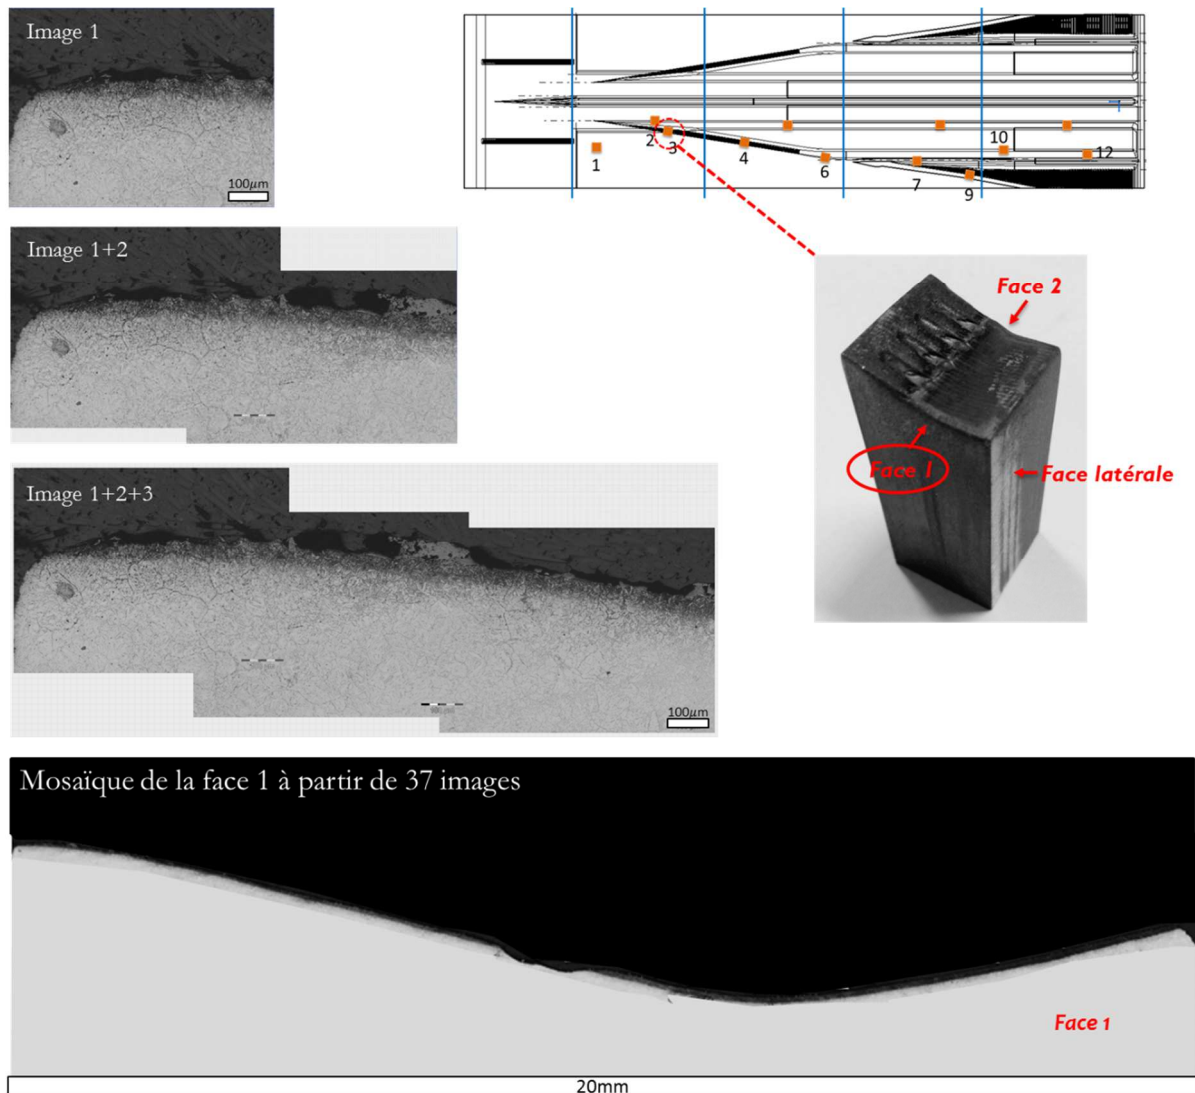 Image 1
100µm
1
2
3
4
6
7
9
10
12
Image 1+2
Face 2
Face 1
Face latérale
Image 1+2+3
100µm
Mosaïque de la face 1 à partir de 37 images
Face 1
20mm